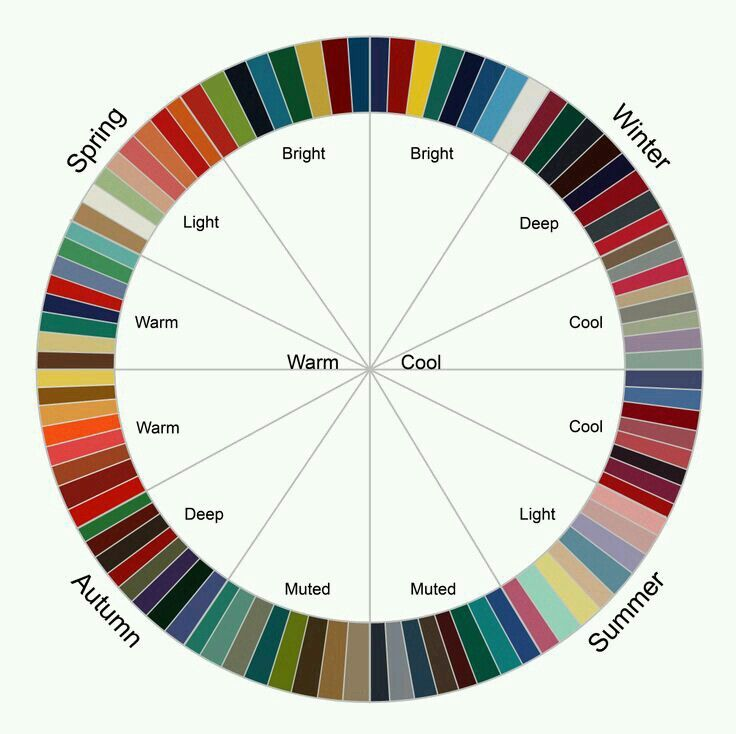 Spring
Winter
Bright
Bright
Light
Deep
Warm
Cool
Warm
Cool
Warm
Cool
Deep
Light
Muted
Muted
Autumn
Summer